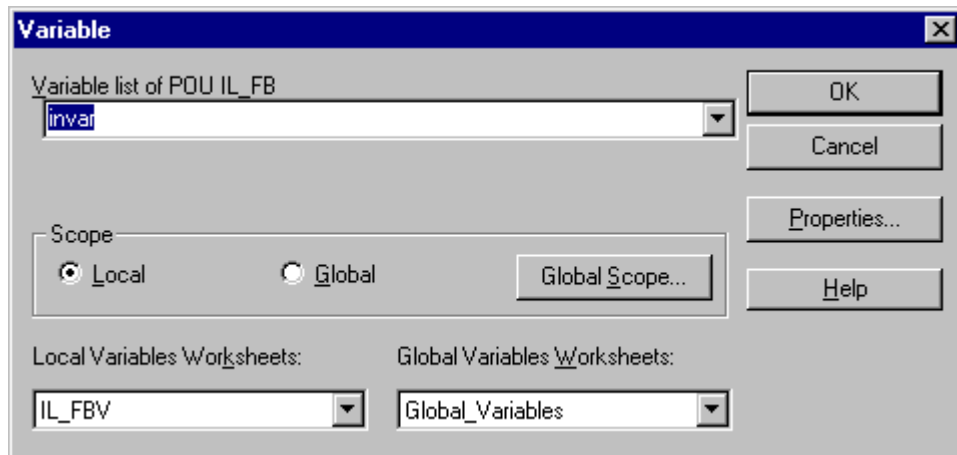 Variable
Variable list of POU IL_FB
invar
OK
Cancel
Properties...
Scope
Local
Global
Global Scope...
Help
Local Variables Worksheets:
Global Variables Worksheets:
IL_FBV
Global_Variables